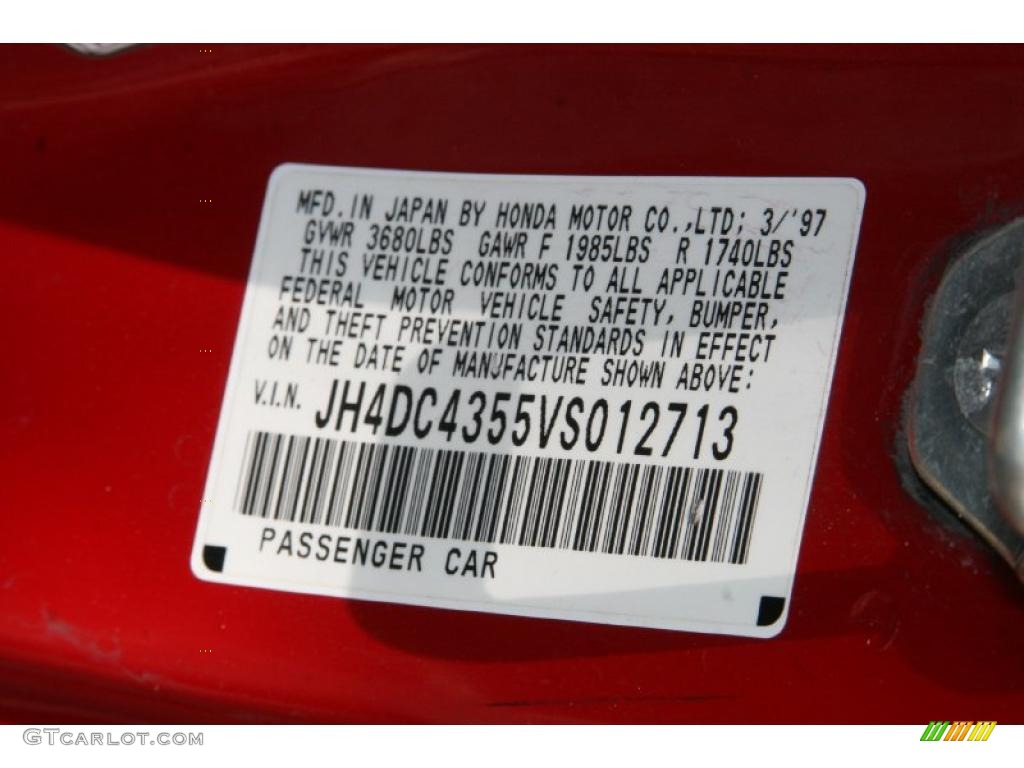 MFD. IN JAPAN BY HONDA MOTOR CO.,LTD; 3/'97
GVWR 3680LBS GAWR F 1985LBS R 1740LBS
THIS VEHICLE CONFORMS TO ALL APPLICABLE
FEDERAL MOTOR VEHICLE SAFETY, BUMPER,
AND THEFT PREVENTION STANDARDS IN EFFECT
ON THE DATE OF MANUFACTURE SHOWN ABOVE:
V.I.N. JH4DC4355VS012713
PASSENGER CAR
GTCARLOT.COM